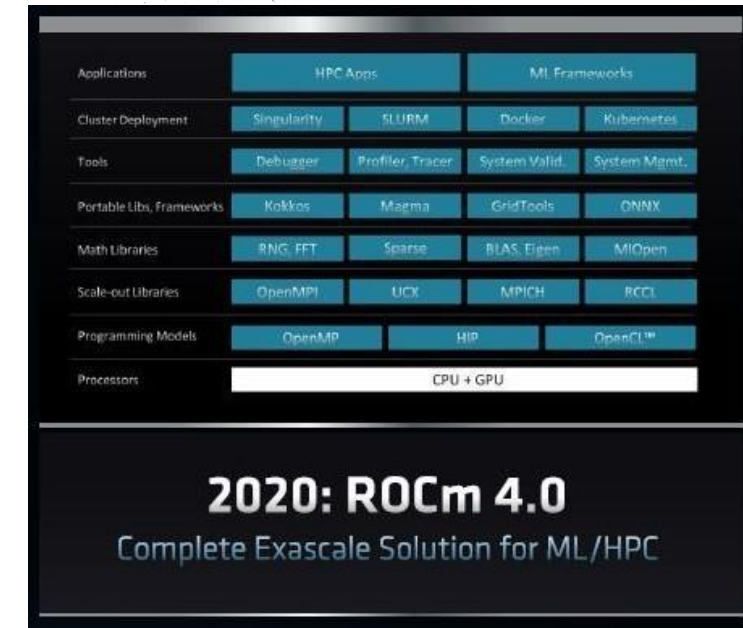 Applications HPC Apps ML Frameworks
Cluster Deployment Singularity SLURM Docker Kubernetes
Tools Debugger Profiler, Tracer System Valid. System Mgmt.
Portable Libs, Frameworks Kokkos Magma GridTools ONNX
Math Libraries RNG, FFT Sparse BLAS, Eigen MIOpen
Scale-out Libraries OpenMPI UCX MPICH RCCL
Programming Models OpenMP HIP OpenCL™
Processors CPU + GPU
2020: ROCm 4.0
Complete Exascale Solution for ML/HPC